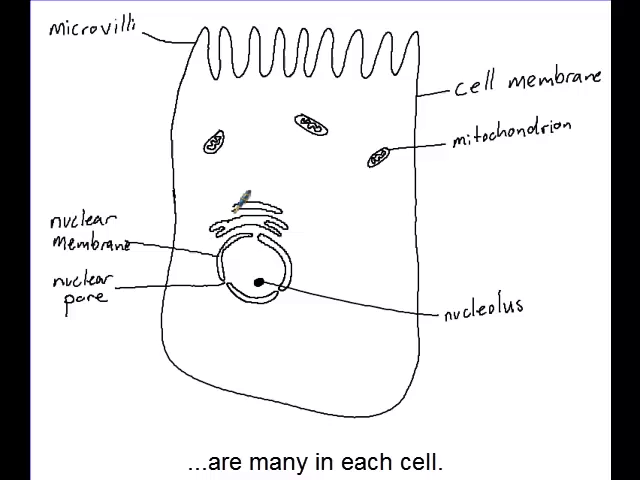 microvilli
cell membrane
mitochondrion
nuclear
membrane
nuclear
pore
nucleolus
...are many in each cell.